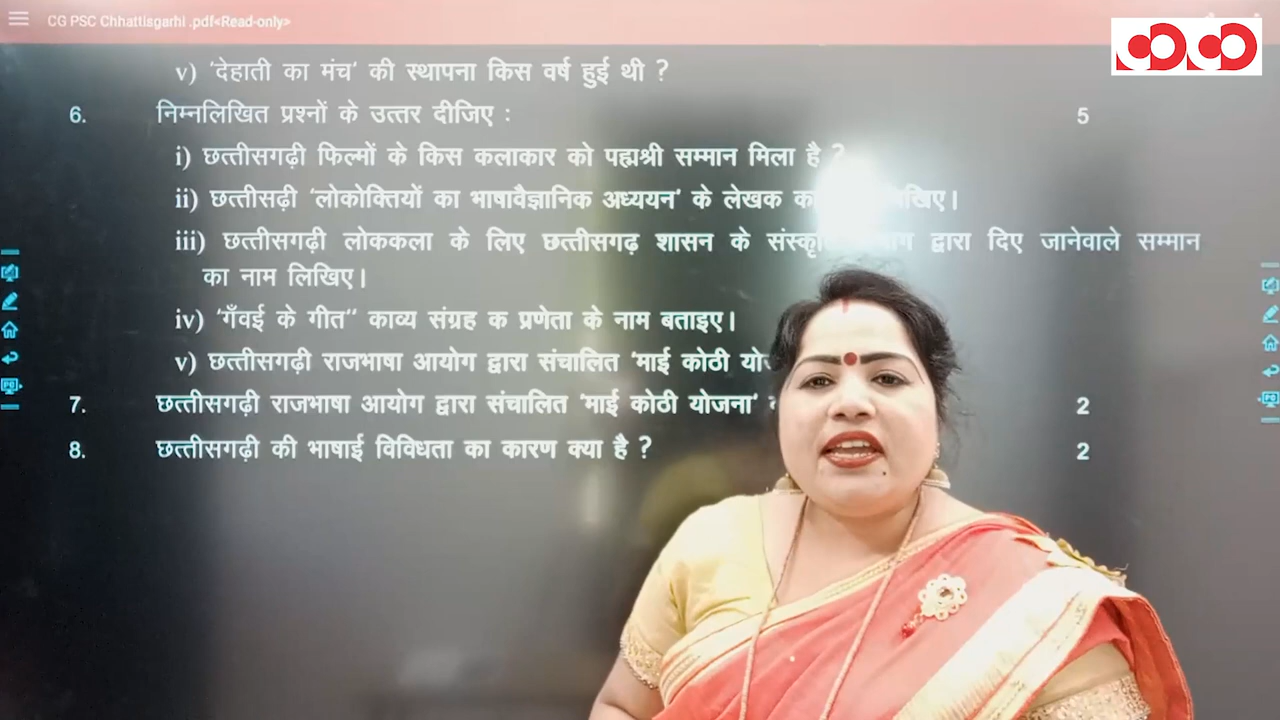 CG PSC Chhattisgarhi .pdf<Read-only>
v) 'देहाती का मंच' की स्थापना किस वर्ष हुई थी ?
6. निम्नलिखित प्रश्नों के उत्तर दीजिए : 5
i) छत्तीसगढ़ी फिल्मों के किस कलाकार को पद्मश्री सम्मान मिला है ?
ii) छत्तीसढ़ी 'लोकोक्तियों का भाषावैज्ञानिक अध्ययन' के लेखक
iii) छत्तीसगढ़ी लोककला के लिए छत्तीसगढ़ शासन के द्वारा दिए जानेवाले सम्मान
का नाम लिखिए।
iv) 'गँवई के गीत'' काव्य संग्रह क प्रणेता के नाम बताइए।
v) छत्तीसगढ़ी राजभाषा आयोग द्वारा संचालित 'माई कोठी
7. छत्तीसगढ़ी राजभाषा आयोग द्वारा संचालित 'माई कोठी योजना' 2
8. छत्तीसगढ़ी की भाषाई विविधता का कारण क्या है ? 2